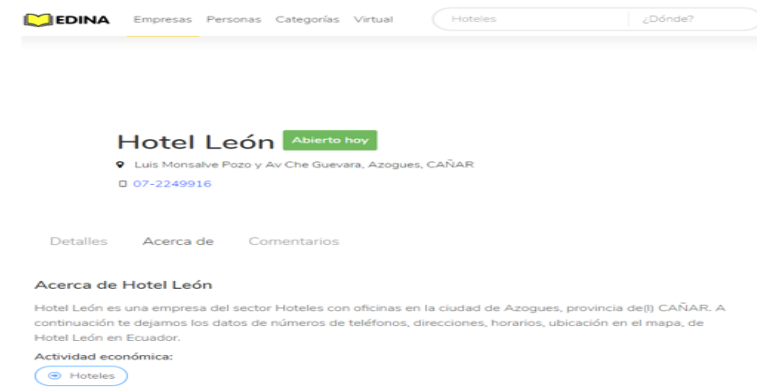 EDINA Empresas Personas Categorías Virtual Hoteles ¿Dónde?
Hotel León Abierto hoy
Luis Monsalve Pozo y Av Che Guevara, Azogues, CAÑAR
07-2249916
Detalles Acerca de Comentarios
Acerca de Hotel León
Hotel León es una empresa del sector Hoteles con oficinas en la ciudad de Azogues, provincia de(l) CAÑAR. A
continuación te dejamos los datos de números de teléfonos, direcciones, horarios, ubicación en el mapa, de
Hotel León en Ecuador.
Actividad económica:
Hoteles